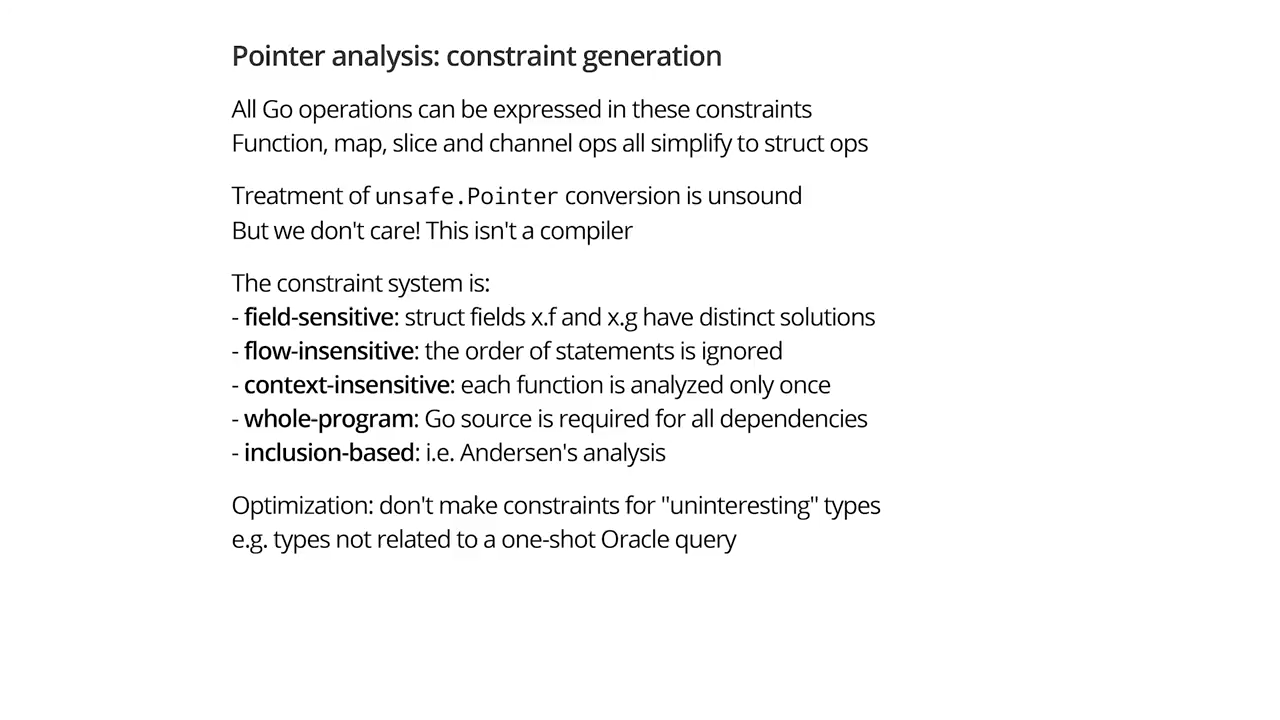 Pointer analysis: constraint generation
All Go operations can be expressed in these constraints
Function, map, slice and channel ops all simplify to struct ops
Treatment of unsafe.Pointer conversion is unsound
But we don't care! This isn't a compiler
The constraint system is:
- field-sensitive: struct fields x.f and x.g have distinct solutions
- flow-insensitive: the order of statements is ignored
- context-insensitive: each function is analyzed only once
- whole-program: Go source is required for all dependencies
- inclusion-based: i.e. Andersen's analysis
Optimization: don't make constraints for "uninteresting" types
e.g. types not related to a one-shot Oracle query